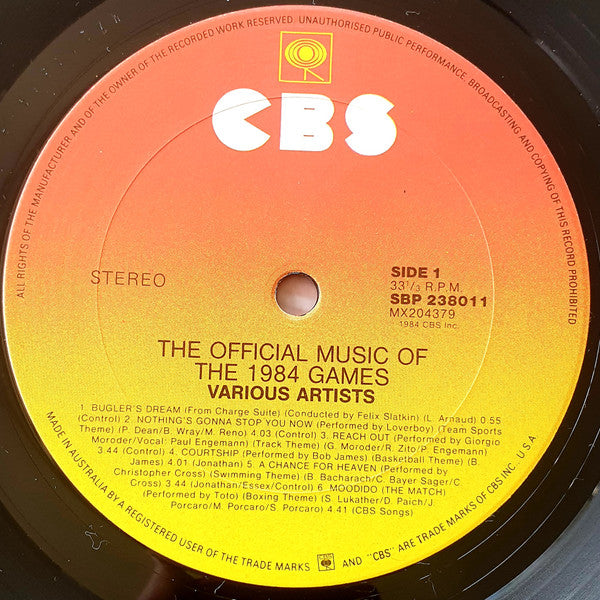 ALL RIGHTS OF THE MANUFACTURER AND OF THE OWNER OF THE RECORDED WORK RESERVED. UNAUTHORISED PUBLIC PERFORMANCE, BROADCASTING AND COPYING OF THIS RECORD PROHIBITED
CBS
STEREO
SIDE 1
33 1/3 R.P.M.
SBP 238011
MX204379
1984 CBS Inc.
THE OFFICIAL MUSIC OF
THE 1984 GAMES
VARIOUS ARTISTS
1. BUGLER'S DREAM (From Charge Suite) (Conducted by Felix Slatkin) (L. Arnaud) 0.55
(Control) 2. NOTHING'S GONNA STOP YOU NOW (Performed by Loverboy) (Team Sports
Theme) (P. Dean/B. Wray/M. Reno) 4.03 (Control) 3. REACH OUT (Performed by Giorgio
Moroder/Vocal: Paul Engemann) (Track Theme) (G. Moroder/R. Zito/P. Engemann)
3.44 (Control) 4. COURTSHIP (Performed by Bob James) (Basketball Theme) (B.
James) 4.01 (Jonathan) 5. A CHANCE FOR HEAVEN (Performed by
Christopher Cross) (Swimming Theme) (B. Bacharach/C. Bayer Sager/C.
Cross) 3.44 (Jonathan/Essex/Control) 6. MOODIDO (THE MATCH)
(Performed by Toto) (Boxing Theme) (S. Lukather/D. Paich/J.
Porcaro/M. Porcaro/S. Porcaro) 4.41 (CBS Songs)
MADE IN AUSTRALIA BY A REGISTERED USER OF THE TRADE MARKS AND "CBS" ARE TRADE MARKS OF CBS INC. U.S.A.